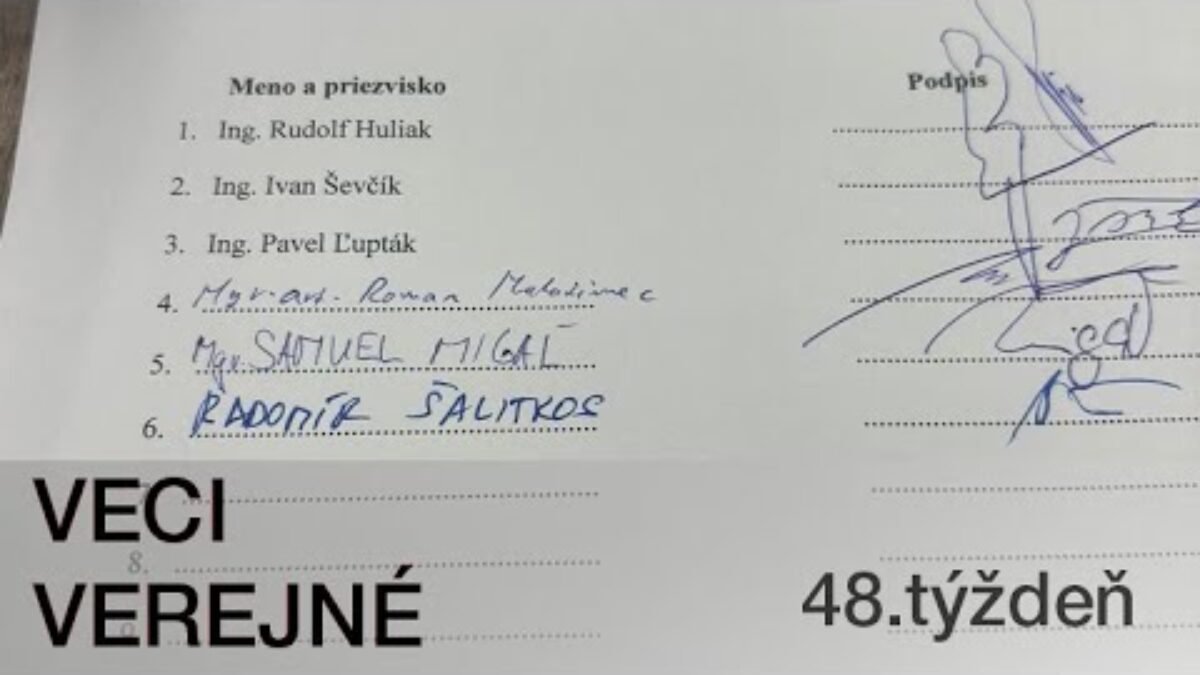 Meno a priezvisko Podpis
1. Ing. Rudolf Huliak
2. Ing. Ivan Ševčík
3. Ing. Pavel Ľupták
4. Mgr. art. Roman
5. Mgr. SAMUEL MIGAĽ
6. RADOMÍR ŠALITROŠ
VECI
8.
VEREJNÉ
48.týždeň